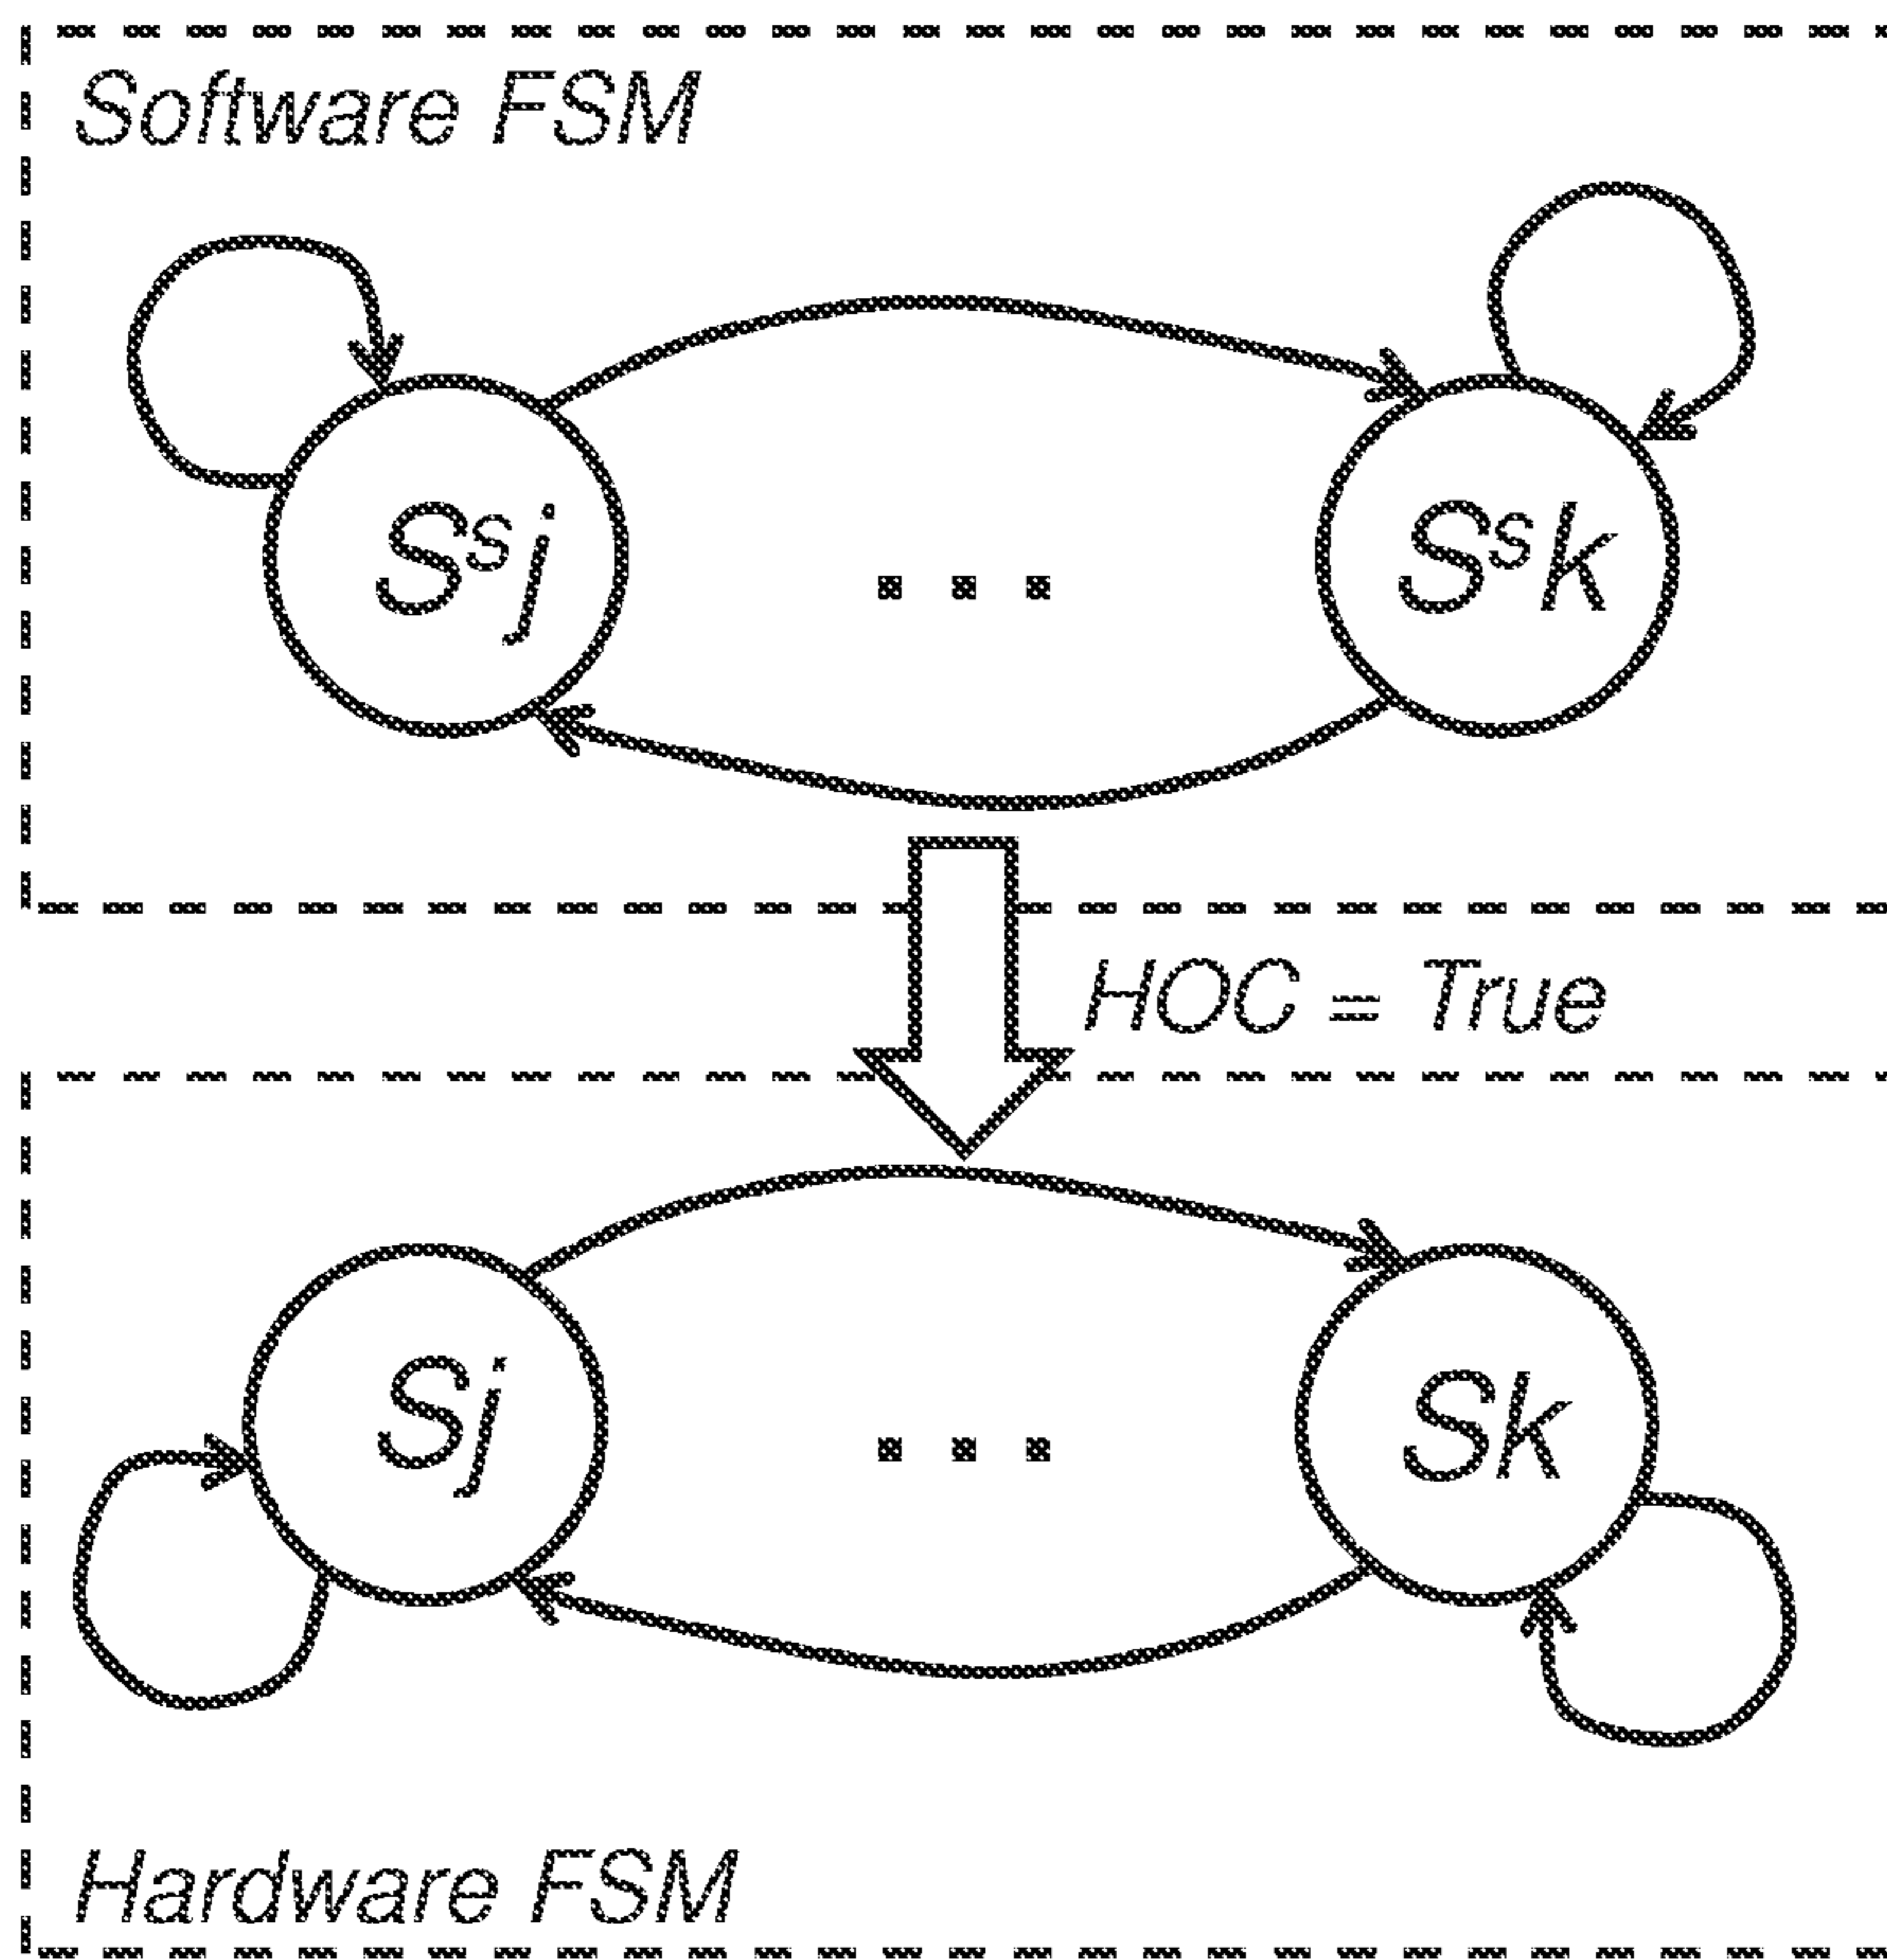 Software FSM
Sˢj
. . .
Sˢk
HOC = True
Sj
. . .
Sk
Hardware FSM